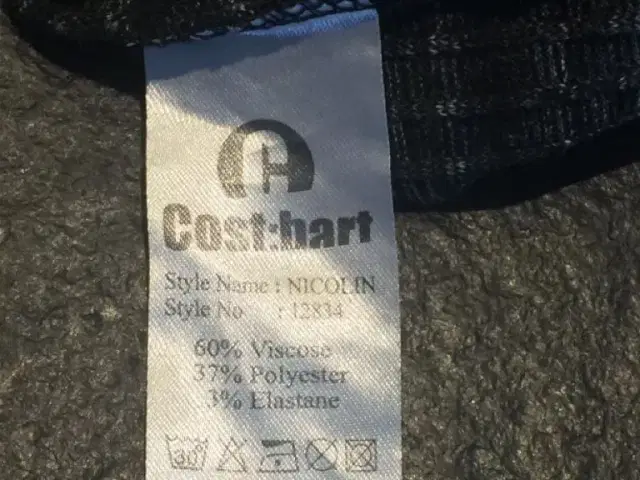 Cost:bart
Style Name : NICOLIN
Style No : 12834
60% Viscose
37% Polyester
3% Elastane
30°